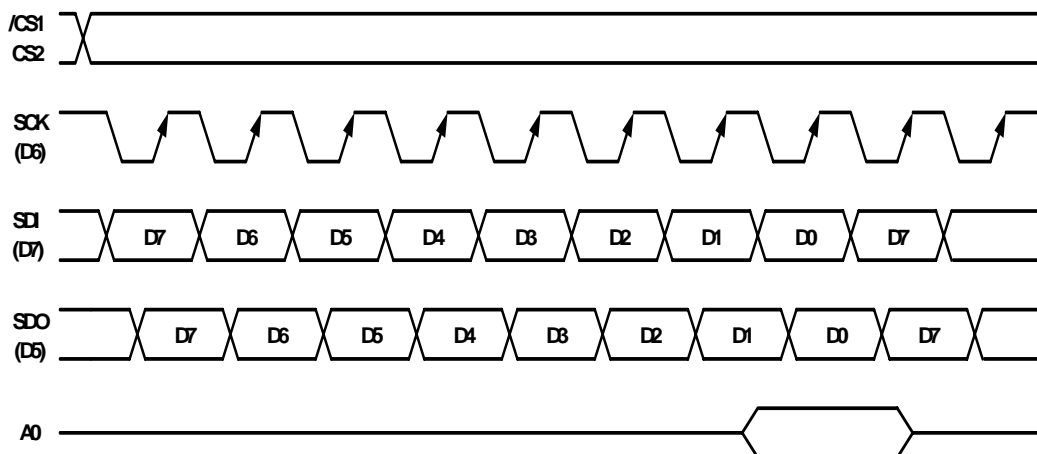 /CS1
CS2
SCK
(D6)
SDI
(D7)
D7 D6 D5 D4 D3 D2 D1 D0 D7
SDO
(D5)
D7 D6 D5 D4 D3 D2 D1 D0 D7
A0